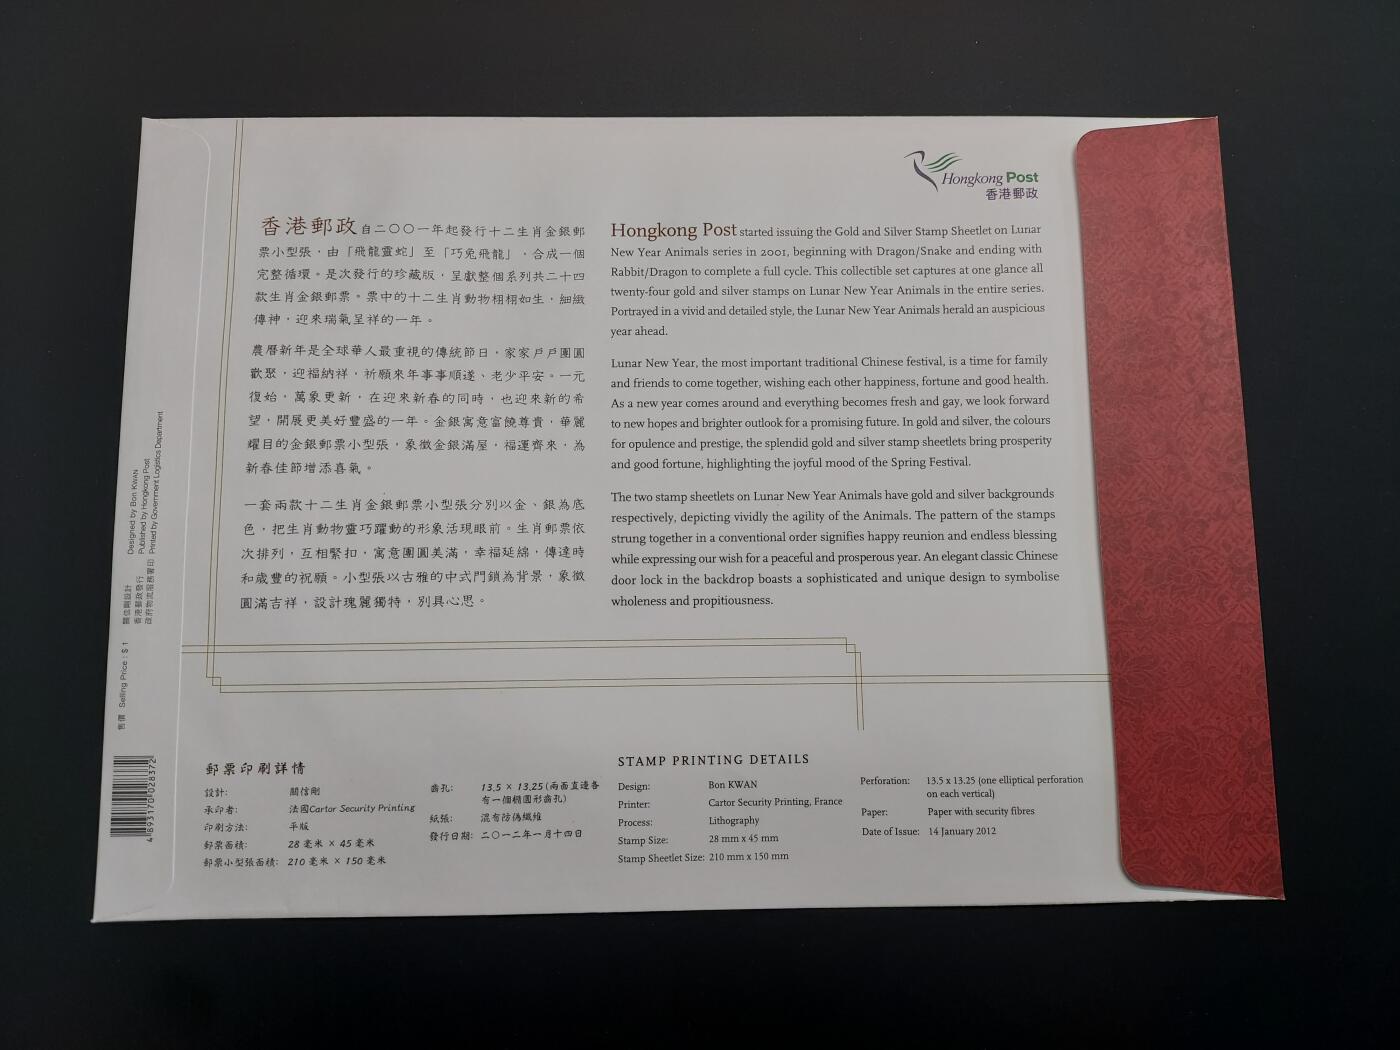 Hongkong Post
香港郵政
香港郵政自二〇〇一年起發行十二生肖金銀郵
票小型張，由「飛龍靈蛇」至「巧兔飛龍」，合成一個
完整循環。是次發行的珍藏版，呈獻整個系列共二十四
款生肖金銀郵票。票中的十二生肖動物栩栩如生，細緻
傳神，迎來瑞氣呈祥的一年。
農曆新年是全球華人最重視的傳統節日，家家戶戶團圓
歡聚，迎福納祥，祈願來年事事順遂、老少平安。一元
復始，萬象更新，在迎來新春的同時，也迎來新的希
望，開展更美好豐盛的一年。金銀寓意富饒尊貴，華麗
耀目的金銀郵票小型張，象徵金銀滿屋，福運齊來，為
新春佳節增添喜氣。
一套兩款十二生肖金銀郵票小型張分別以金、銀為底
色，把生肖動物靈巧躍動的形象活現眼前。生肖郵票依
次排列，互相緊扣，寓意團圓美滿，幸福延綿，傳達時
和歲豐的祝願。小型張以古雅的中式門鎖為背景，象徵
圓滿吉祥，設計瑰麗獨特，別具心思。
Hongkong Post started issuing the Gold and Silver Stamp Sheetlet on Lunar
New Year Animals series in 2001, beginning with Dragon/Snake and ending with
Rabbit/Dragon to complete a full cycle. This collectible set captures at one glance all
twenty-four gold and silver stamps on Lunar New Year Animals in the entire series.
Portrayed in a vivid and detailed style, the Lunar New Year Animals herald an auspicious
year ahead.
Lunar New Year, the most important traditional Chinese festival, is a time for family
and friends to come together, wishing each other happiness, fortune and good health.
As a new year comes around and everything becomes fresh and gay, we look forward
to new hopes and brighter outlook for a promising future. In gold and silver, the colours
for opulence and prestige, the splendid gold and silver stamp sheetlets bring prosperity
and good fortune, highlighting the joyful mood of the Spring Festival.
The two stamp sheetlets on Lunar New Year Animals have gold and silver backgrounds
respectively, depicting vividly the agility of the Animals. The pattern of the stamps
strung together in a conventional order signifies happy reunion and endless blessing
while expressing our wish for a peaceful and prosperous year. An elegant classic Chinese
door lock in the backdrop boasts a sophisticated and unique design to symbolise
wholeness and propitiousness.
關信剛設計 Designed by Bon KWAN
香港郵政發行 Published by Hongkong Post
政府物流服務署印 Printed by Government Logistics Department
售價 Selling Price : $ 1
4 893170 028372
郵票印刷詳情
設計: 關信剛
承印者: 法國Cartor Security Printing
印刷方法: 平版
郵票面積: 28 毫米 × 45 毫米
郵票小型張面積: 210 毫米 × 150 毫米
齒孔: 13.5 × 13.25 (兩面直邊各
有一個橢圓形齒孔)
紙張: 混有防偽纖維
發行日期: 二〇一二年一月十四日
STAMP PRINTING DETAILS
Design: Bon KWAN
Printer: Cartor Security Printing, France
Process: Lithography
Stamp Size: 28 mm x 45 mm
Stamp Sheetlet Size: 210 mm x 150 mm
Perforation: 13.5 x 13.25 (one elliptical perforation
on each vertical)
Paper: Paper with security fibres
Date of Issue: 14 January 2012